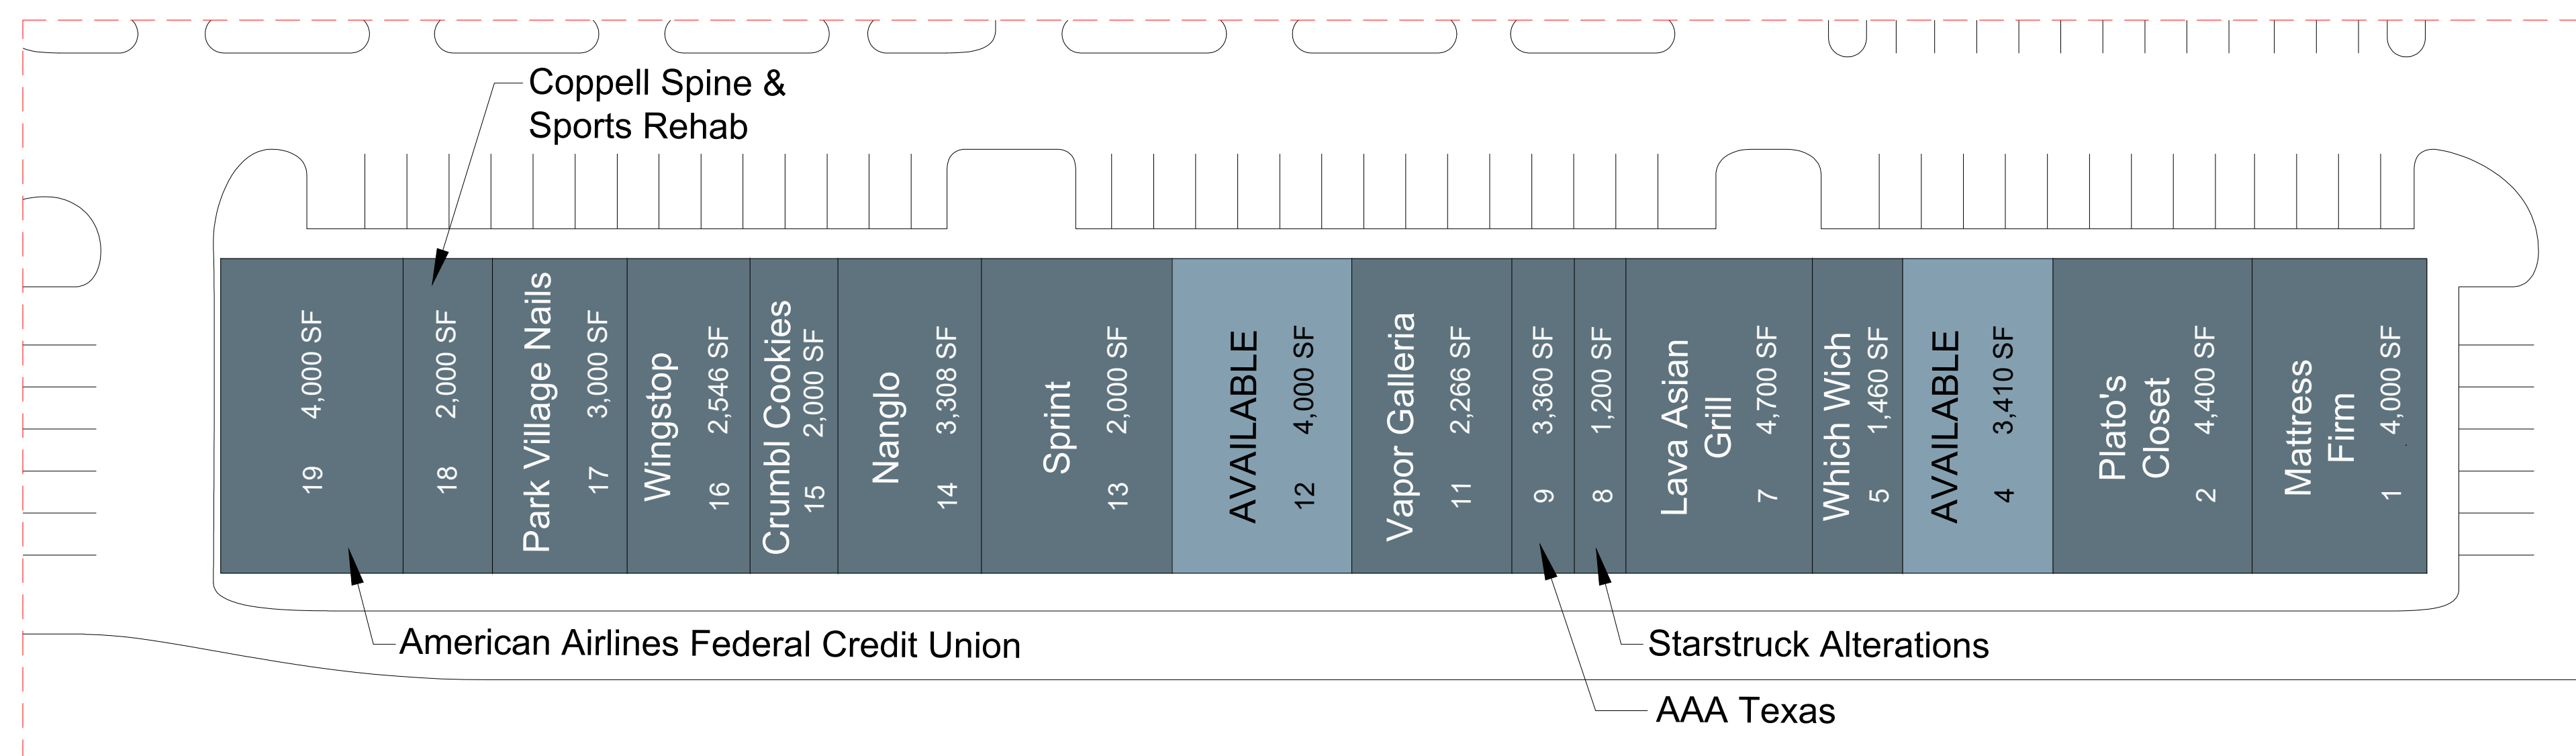 Coppell Spine &
Sports Rehab
19 4,000 SF
18 2,000 SF
Park Village Nails
17 3,000 SF
Wingstop
16 2,546 SF
Crumbl Cookies
15 2,000 SF
Nanglo
14 3,308 SF
Sprint
13 2,000 SF
AVAILABLE
12 4,000 SF
Vapor Galleria
11 2,266 SF
9 3,360 SF
8 1,200 SF
Lava Asian
Grill
7 4,700 SF
Which Wich
5 1,460 SF
AVAILABLE
4 3,410 SF
Plato's
Closet
2 4,400 SF
Mattress
Firm
1 4,000 SF
American Airlines Federal Credit Union
Starstruck Alterations
AAA Texas